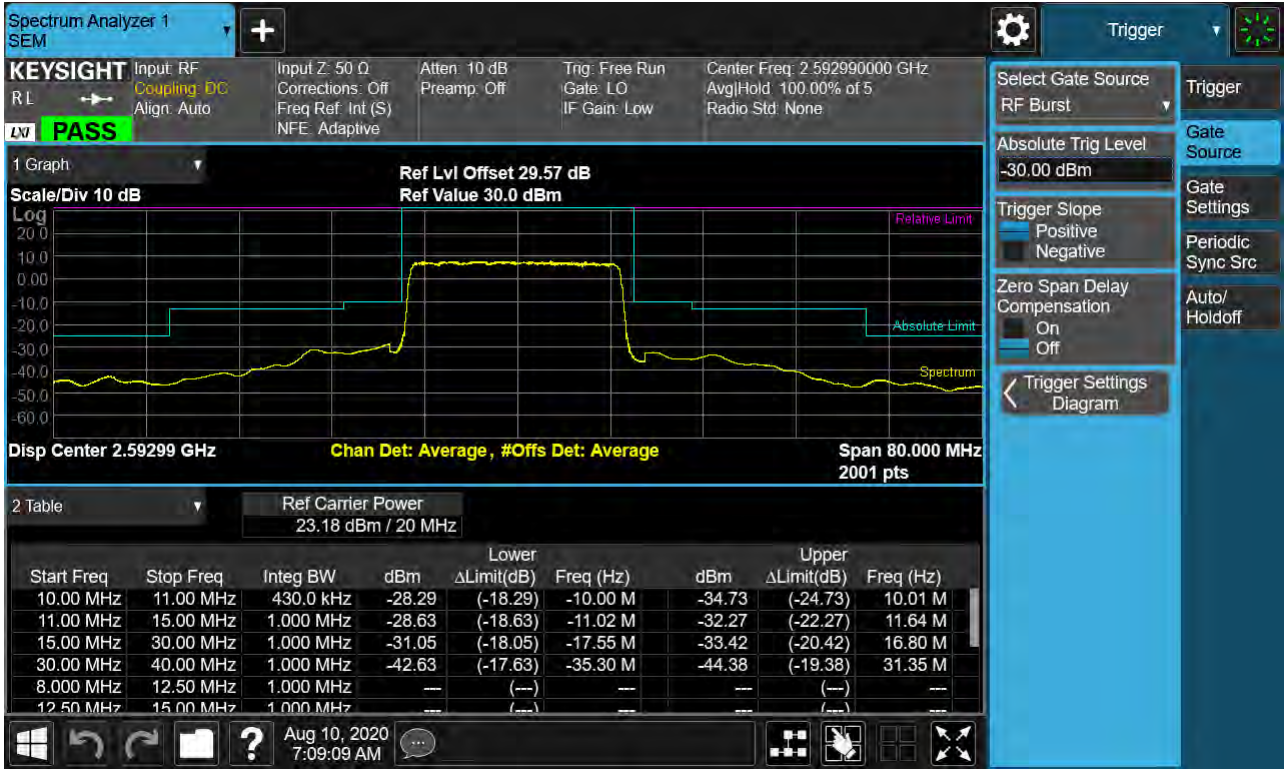 Spectrum Analyzer 1
SEM
Trigger
KEYSIGHT
R L
LXI
PASS
Input: RF
Coupling: DC
Align: Auto
Input Z: 50 Ω
Corrections: Off
Freq Ref: Int (S)
NFE: Adaptive
Atten: 10 dB
Preamp: Off
Trig: Free Run
Gate: LO
IF Gain: Low
Center Freq: 2.592990000 GHz
Avg|Hold: 100.00% of 5
Radio Std: None
1 Graph
Scale/Div 10 dB
Ref Lvl Offset 29.57 dB
Ref Value 30.0 dBm
Log
20.0
10.0
0.00
-10.0
-20.0
-30.0
-40.0
-50.0
-60.0
Relative Limit
Absolute Limit
Spectrum
Disp Center 2.59299 GHz
Chan Det: Average, #Offs Det: Average
Span 80.000 MHz
2001 pts
2 Table
Ref Carrier Power
23.18 dBm / 20 MHz
Lower Upper
Start Freq Stop Freq Integ BW dBm ΔLimit(dB) Freq (Hz) dBm ΔLimit(dB) Freq (Hz)
10.00 MHz 11.00 MHz 430.0 kHz -28.29 (-18.29) -10.00 M -34.73 (-24.73) 10.01 M
11.00 MHz 15.00 MHz 1.000 MHz -28.63 (-18.63) -11.02 M -32.27 (-22.27) 11.64 M
15.00 MHz 30.00 MHz 1.000 MHz -31.05 (-18.05) -17.55 M -33.42 (-20.42) 16.80 M
30.00 MHz 40.00 MHz 1.000 MHz -42.63 (-17.63) -35.30 M -44.38 (-19.38) 31.35 M
8.000 MHz 12.50 MHz 1.000 MHz --- (---) --- --- (---) ---
12.50 MHz 15.00 MHz 1.000 MHz --- (---) --- --- (---) ---
Aug 10, 2020
7:09:09 AM
Select Gate Source
RF Burst
Absolute Trig Level
-30.00 dBm
Trigger Slope
Positive
Negative
Zero Span Delay
Compensation
On
Off
Trigger Settings
Diagram
Trigger
Gate
Source
Gate
Settings
Periodic
Sync Src
Auto/
Holdoff